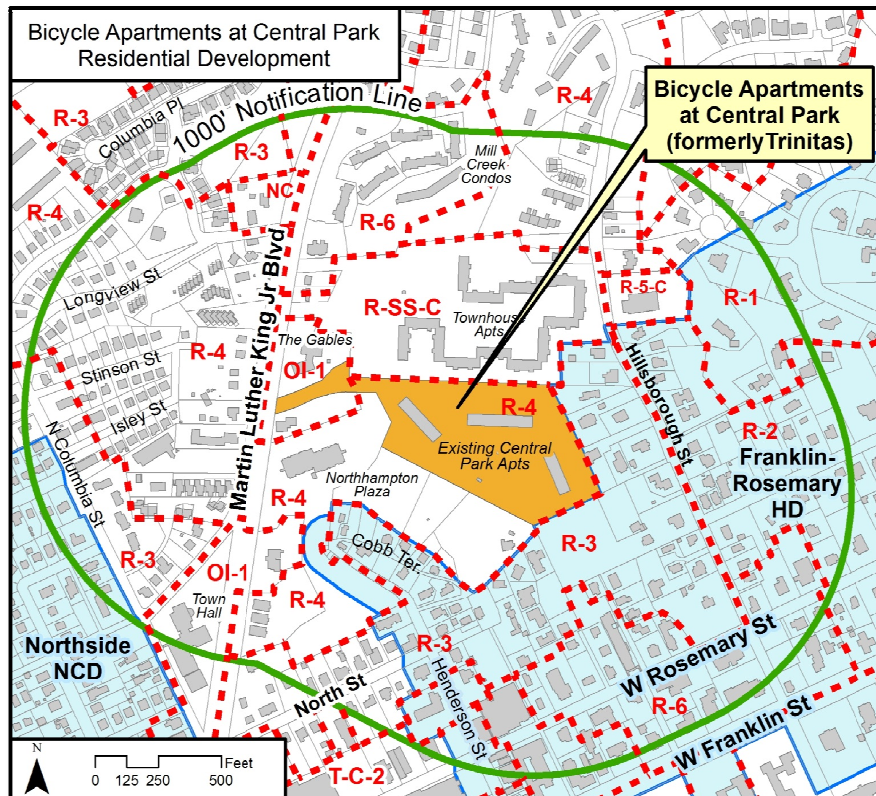 Bicycle Apartments at Central Park
Residential Development
Bicycle Apartments
at Central Park
(formerlyTrinitas)
1000' Notification Line
R-3
Columbia Pl
R-4
R-3
Mill
Creek
Condos
R-4
NC
R-6
Martin Luther King Jr Blvd
Longview St
R-SS-C
Townhouse
Apts
R-5-C
R-1
The Gables
R-4
Stinson St
OI-1
Isley St
R-4
Hillsborough St
Existing Central
Park Apts
R-2
Franklin-
Rosemary
HD
N Columbia St
Northhampton
Plaza
R-4
Cobb Ter.
R-3
R-3
OI-1
Town
Hall
R-4
Northside
NCD
R-3
North St
Henderson St
W Rosemary St
R-6
W Franklin St
T-C-2
N
Feet
0 125 250 500